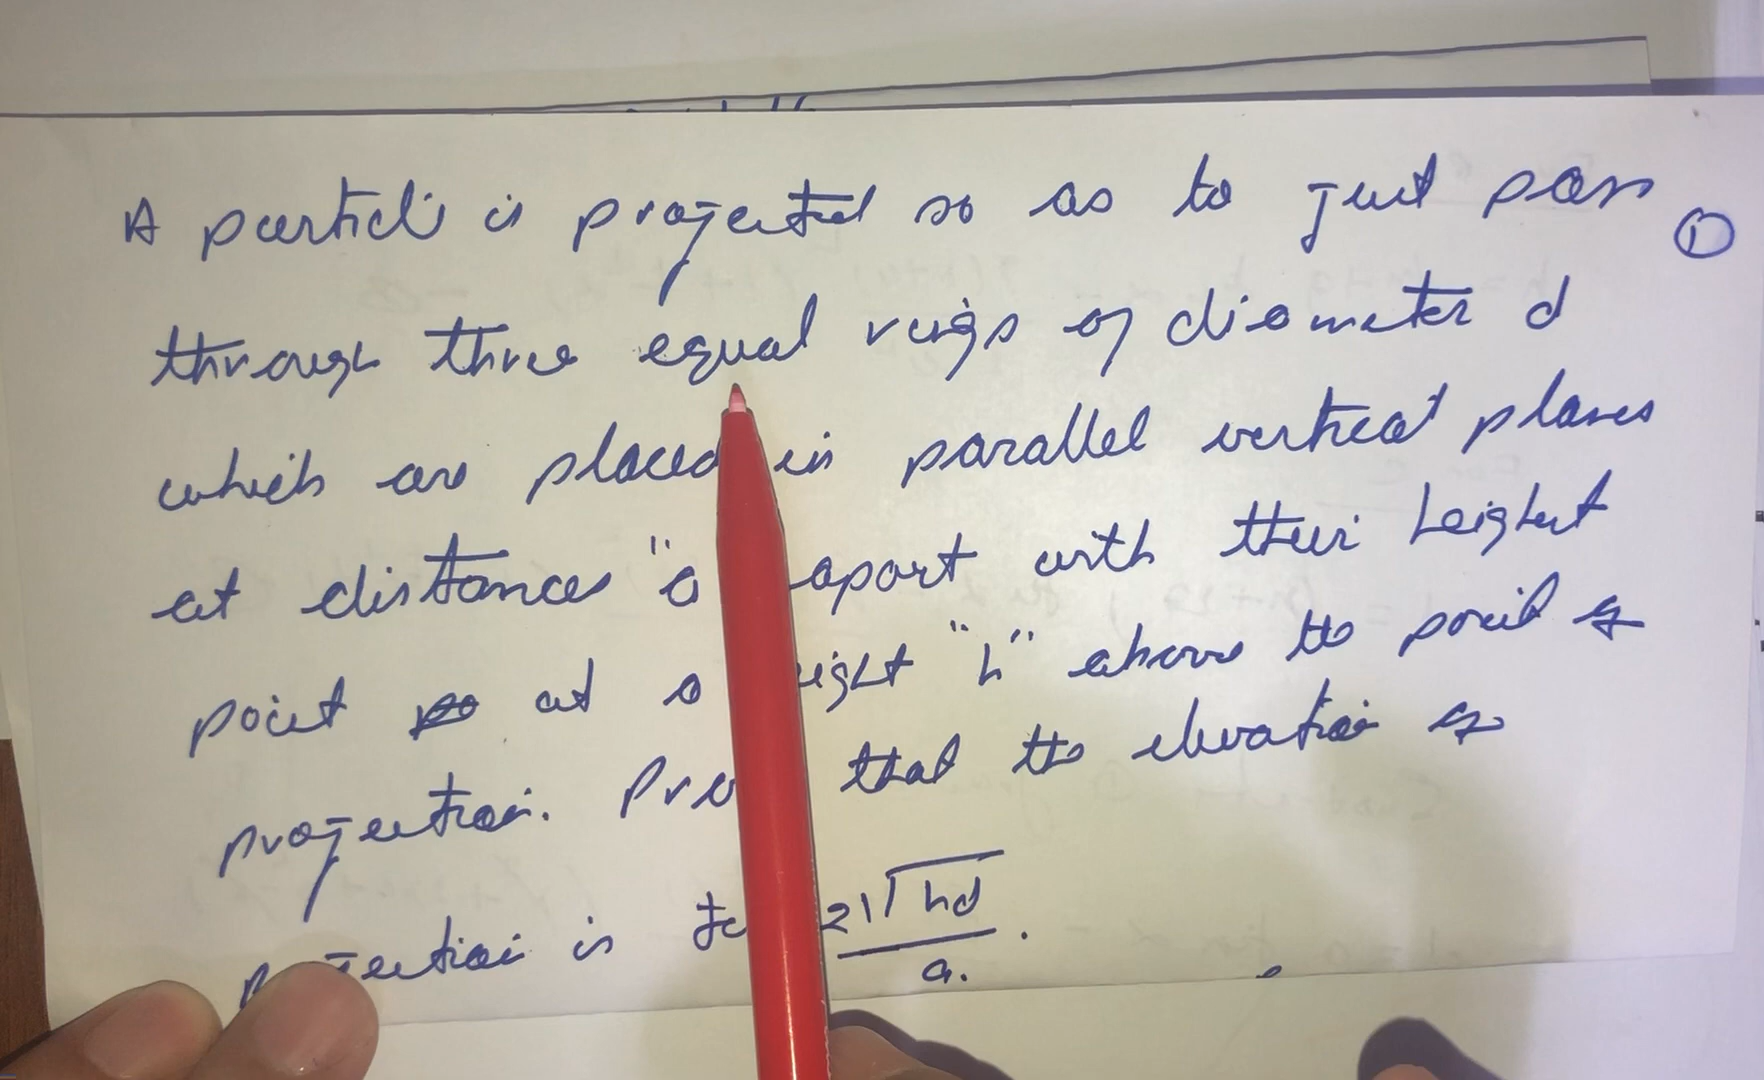 A particle is projected so as to just pass
①
through three equal rings of diameter d
which are placed in parallel vertical planes
at distance "a apart with their heighest
point at a height "h" above the point of
projection. Pro that the elevation of
projection is 2√hd
a.